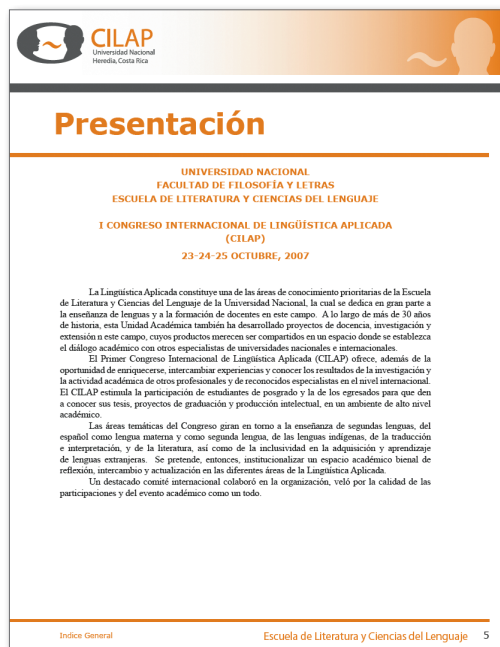 CILAP
Universidad Nacional
Heredia, Costa Rica
Presentación
UNIVERSIDAD NACIONAL
FACULTAD DE FILOSOFÍA Y LETRAS
ESCUELA DE LITERATURA Y CIENCIAS DEL LENGUAJE
I CONGRESO INTERNACIONAL DE LINGÜÍSTICA APLICADA
(CILAP)
23-24-25 OCTUBRE, 2007
La Lingüística Aplicada constituye una de las áreas de conocimiento prioritarias de la Escuela
de Literatura y Ciencias del Lenguaje de la Universidad Nacional, la cual se dedica en gran parte a
la enseñanza de lenguas y a la formación de docentes en este campo. A lo largo de más de 30 años
de historia, esta Unidad Académica también ha desarrollado proyectos de docencia, investigación y
extensión en este campo, cuyos productos merecen ser compartidos en un espacio donde se establezca
el diálogo académico con otros especialistas de universidades nacionales e internacionales.
El Primer Congreso Internacional de Lingüística Aplicada (CILAP) ofrece, además de la
oportunidad de enriquecerse, intercambiar experiencias y conocer los resultados de la investigación y
la actividad académica de otros profesionales y de reconocidos especialistas en el nivel internacional.
El CILAP estimula la participación de estudiantes de posgrado y la de los egresados para que den
a conocer sus tesis, proyectos de graduación y producción intelectual, en un ambiente de alto nivel
académico.
Las áreas temáticas del Congreso giran en torno a la enseñanza de segundas lenguas, del
español como lengua materna y como segunda lengua, de las lenguas indígenas, de la traducción
e interpretación, y de la literatura, así como de la inclusividad en la adquisición y aprendizaje
de lenguas extranjeras. Se pretende, entonces, institucionalizar un espacio académico bienal de
reflexión, intercambio y actualización en las diferentes áreas de la Lingüística Aplicada.
Un destacado comité internacional colaboró en la organización, veló por la calidad de las
participaciones y del evento académico como un todo.
Indice General
Escuela de Literatura y Ciencias del Lenguaje 5